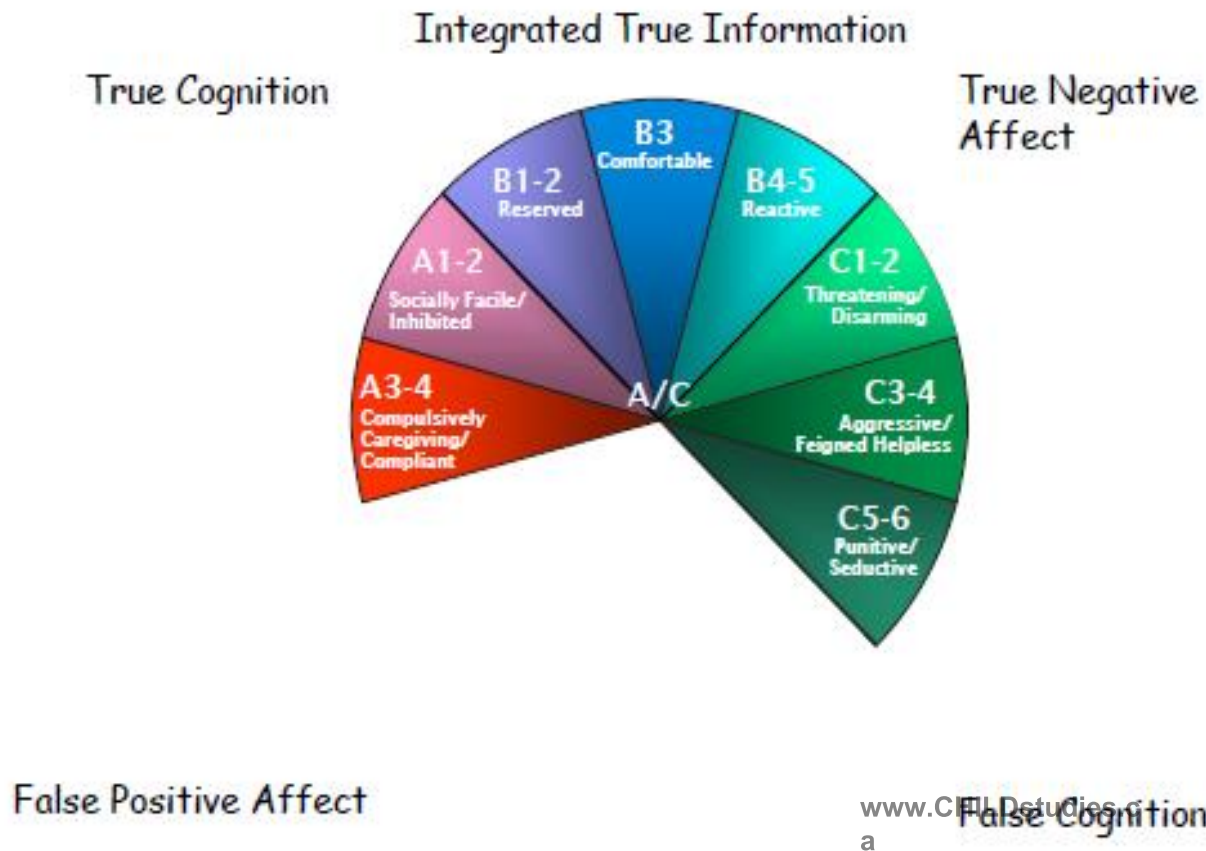 Integrated True Information
True Cognition
True Negative
Affect
B3
Comfortable
B1-2
Reserved
B4-5
Reactive
A1-2
Socially Facile/
Inhibited
C1-2
Threatening/
Disarming
A3-4
Compulsively
Caregiving/
Compliant
A/C
C3-4
Aggressive/
Feigned Helpless
C5-6
Punitive/
Seductive
False Positive Affect
www.CHILDstudies.c
a
False Cognition